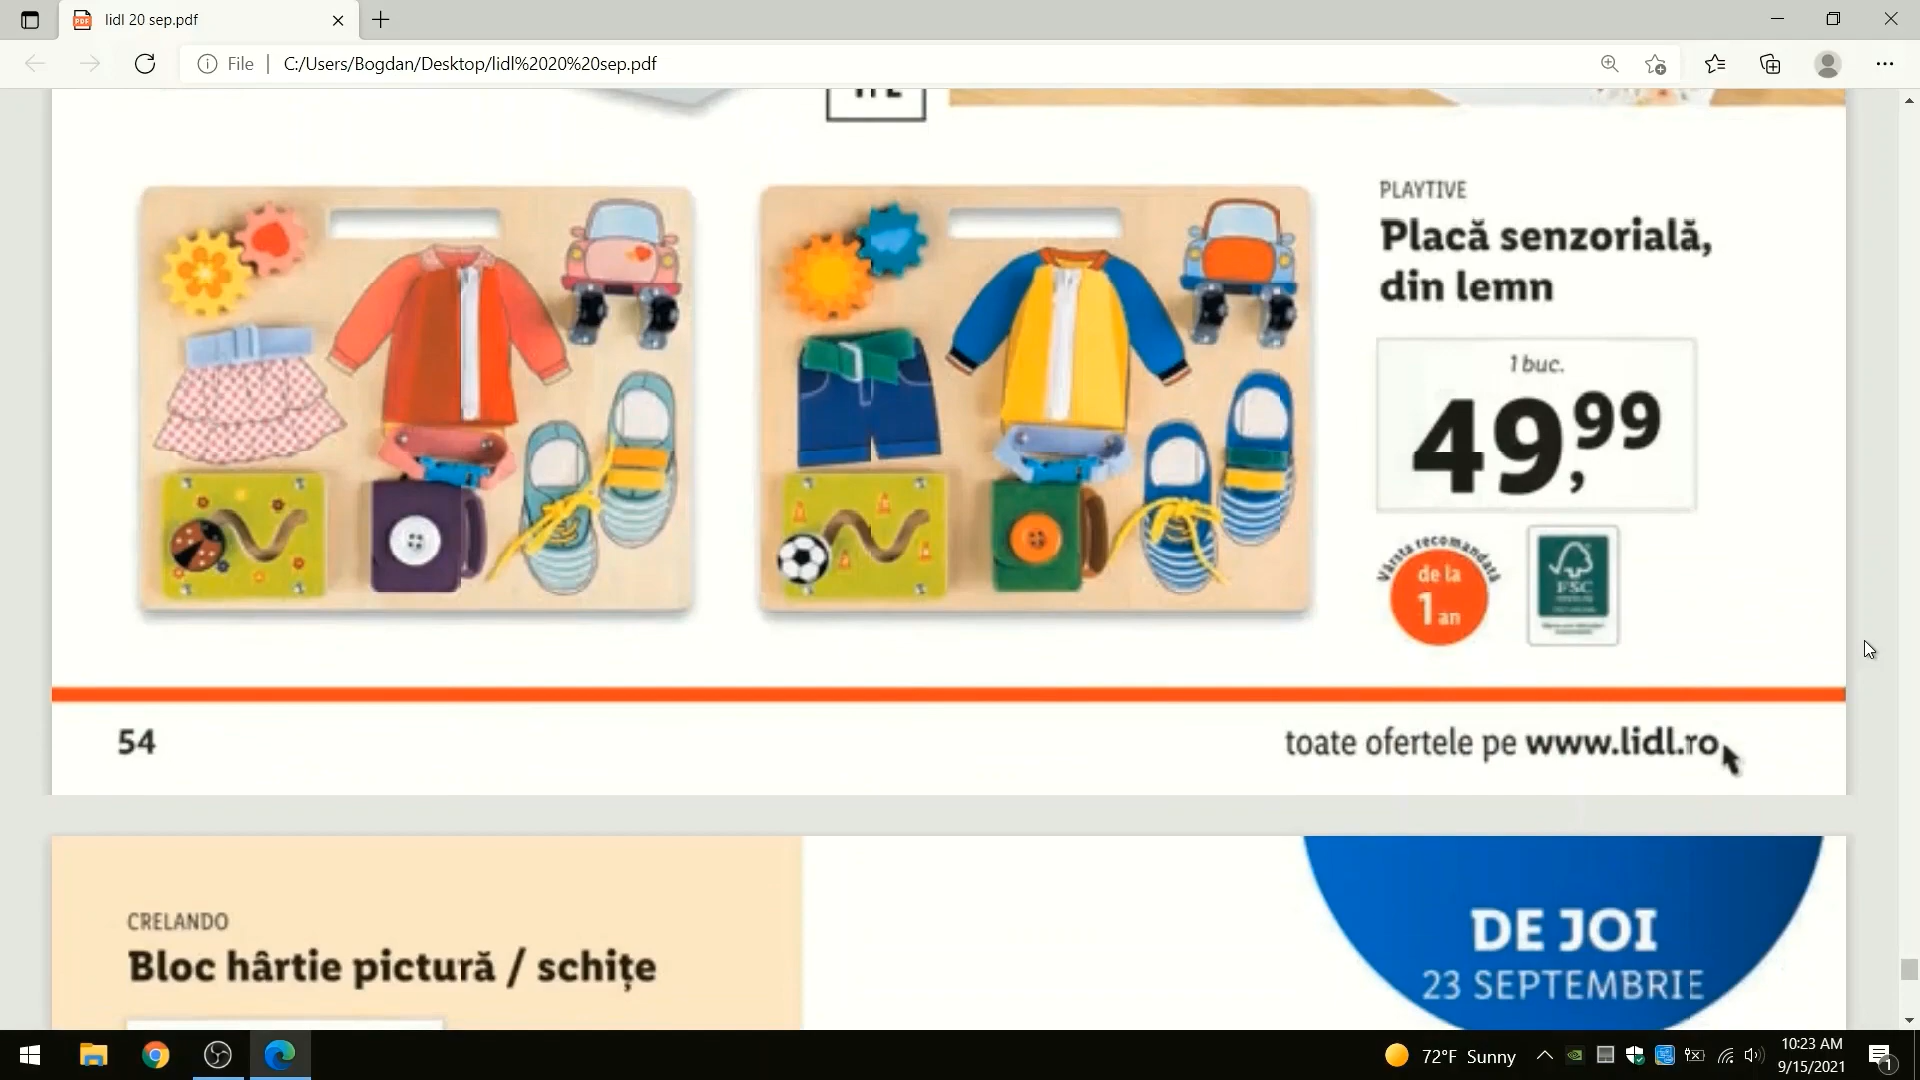 lidl 20 sep.pdf
File
C:/Users/Bogdan/Desktop/lidl%2020%20sep.pdf
PLAYTIVE
Placă senzorială,
din lemn
1 buc.
49,99
Vârsta recomandată
de la
1 an
FSC
54
toate ofertele pe www.lidl.ro
CRELANDO
Bloc hârtie pictură / schițe
DE JOI
23 SEPTEMBRIE
72°F Sunny
10:23 AM
9/15/2021
1